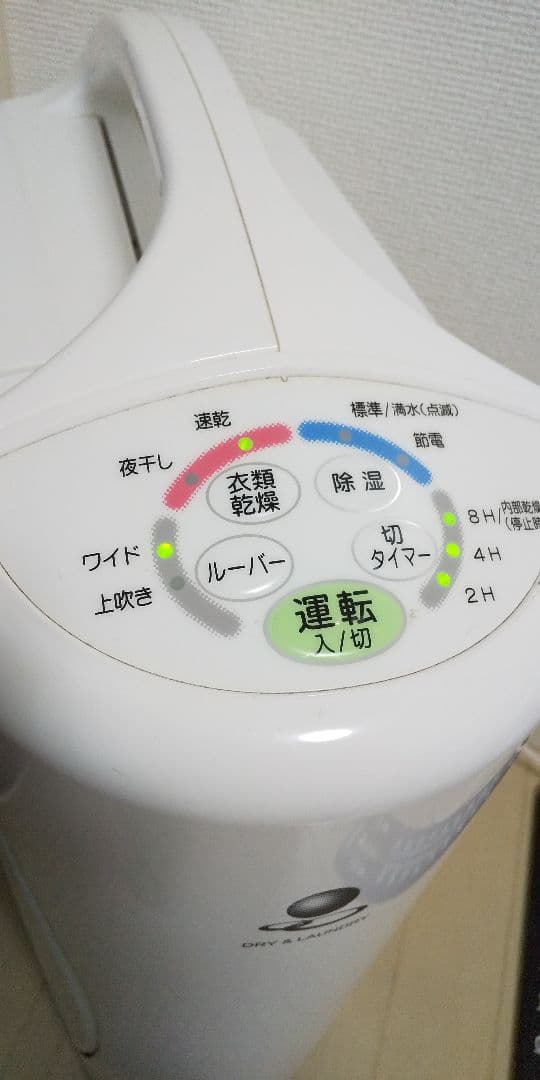 速乾
夜干し
標準/満水(点滅)
節電
衣類
乾燥
除湿
ワイド
上吹き
ルーバー
切
タイマー
8H/内部乾燥
(停止時
4H
2H
運転
入/切
DRY & LAUNDRY